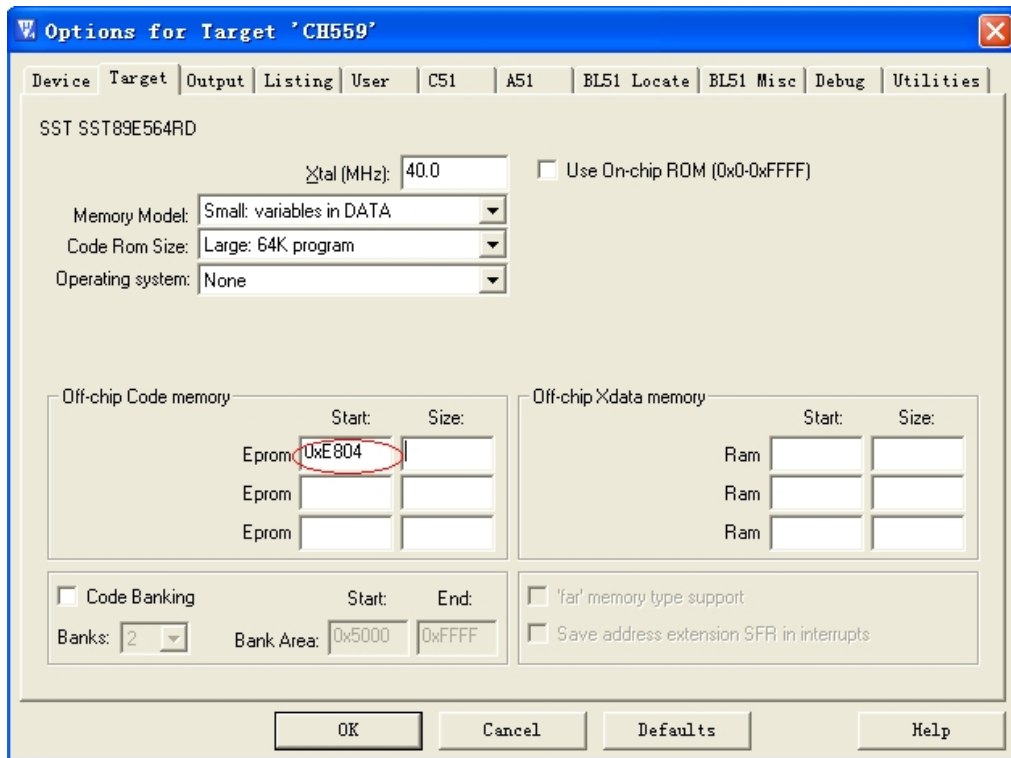 Options for Target 'CH559'
Device Target Output Listing User C51 A51 BL51 Locate BL51 Misc Debug Utilities
SST SST89E564RD
Xtal (MHz): 40.0 Use On-chip ROM (0x0-0xFFFF)
Memory Model: Small: variables in DATA
Code Rom Size: Large: 64K program
Operating system: None
Off-chip Code memory Off-chip Xdata memory
Start: Size: Start: Size:
Eprom 0xE804 Ram
Eprom Ram
Eprom Ram
Code Banking Start: End: 'far' memory type support
Banks: 2 Bank Area: 0x5000 0xFFFF Save address extension SFR in interrupts
OK Cancel Defaults Help